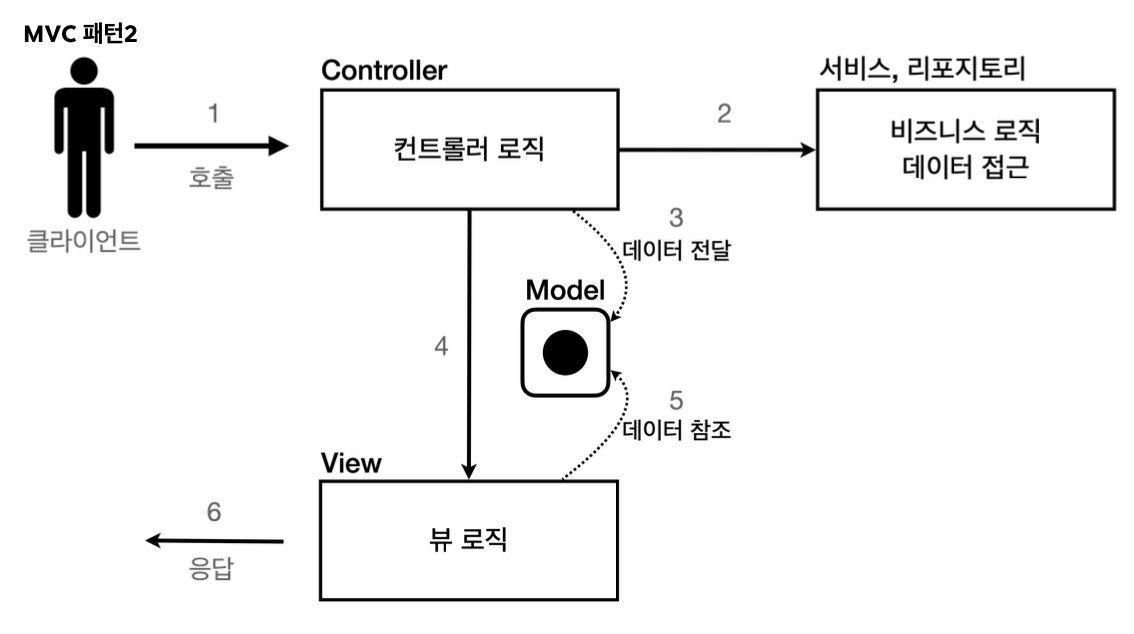 MVC 패턴2
Controller
서비스, 리포지토리
1
호출
컨트롤러 로직
2
비즈니스 로직
데이터 접근
클라이언트
3
데이터 전달
Model
4
5
데이터 참조
View
6
응답
뷰 로직